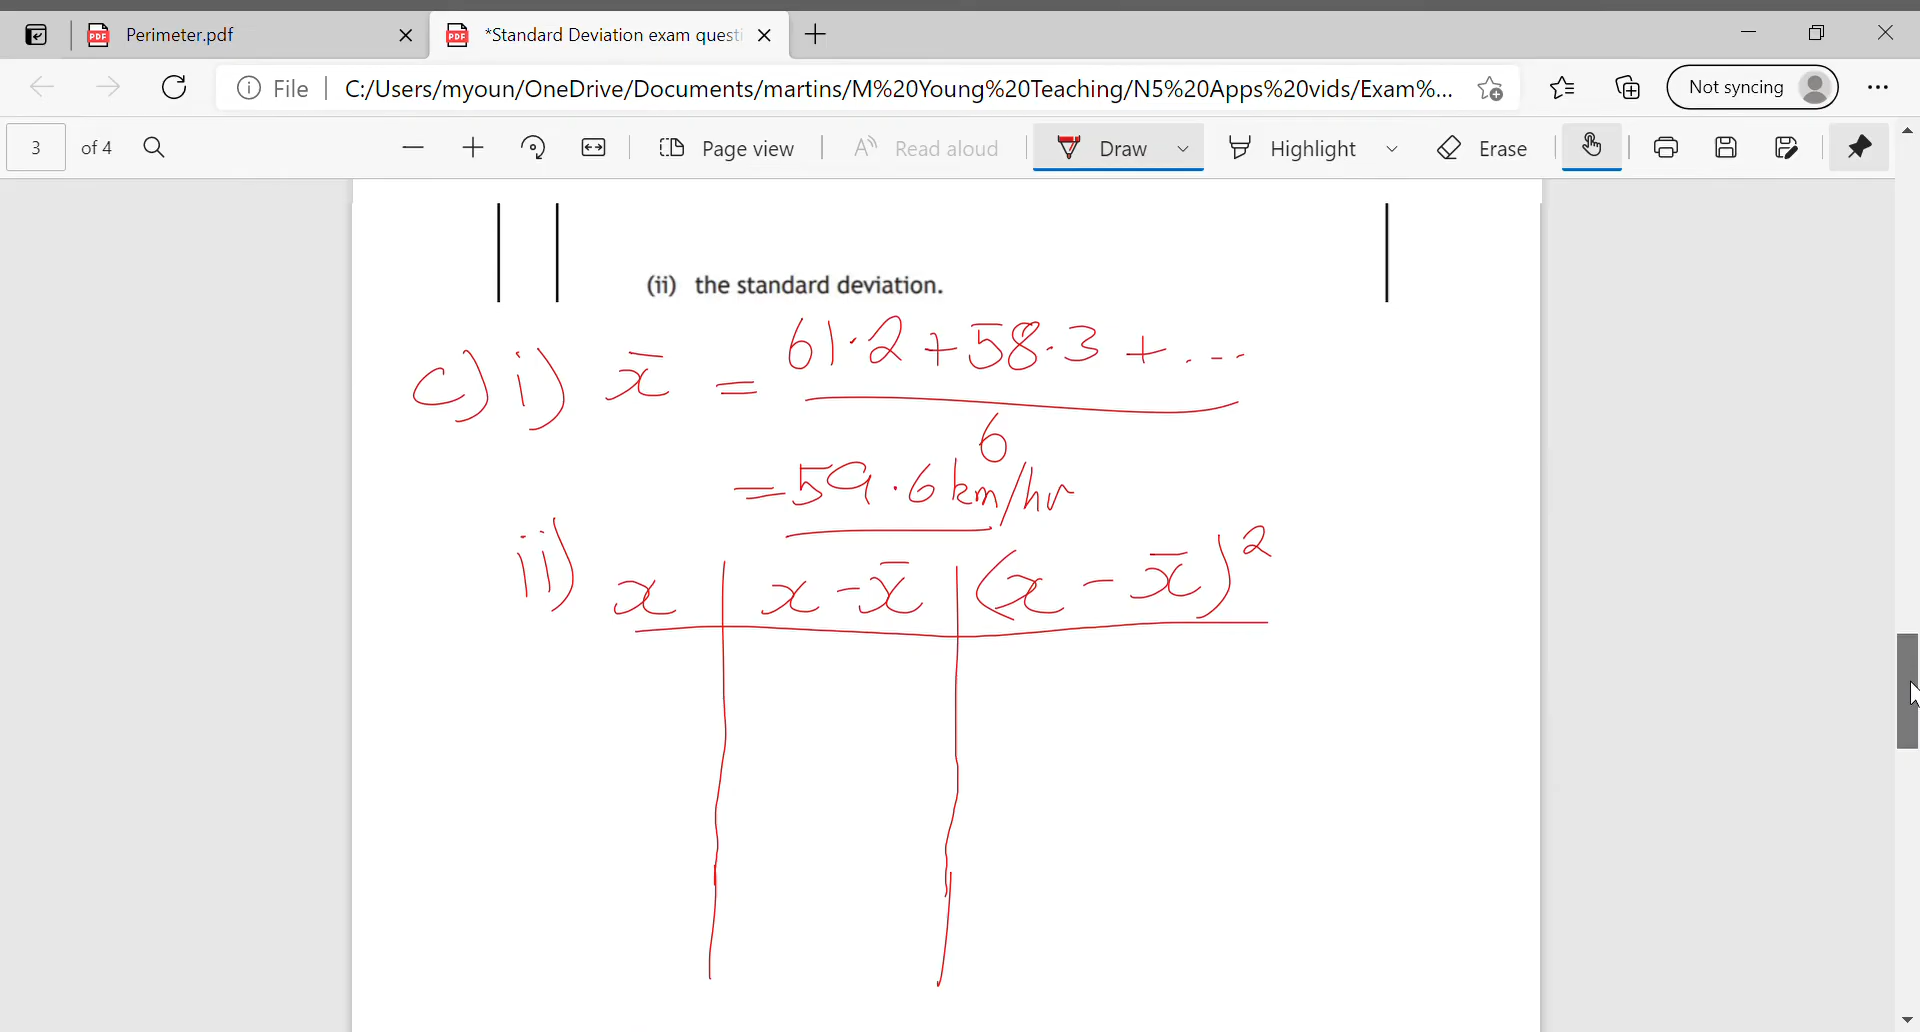 Perimeter.pdf
*Standard Deviation exam questi
File
C:/Users/myoun/OneDrive/Documents/martins/M%20Young%20Teaching/N5%20Apps%20vids/Exam%...
Not syncing
3 of 4
Page view
Read aloud
Draw
Highlight
Erase
(ii) the standard deviation.
c) i) x̄ = 61·2 + 58·3 + ...
6
= 59·6 km/hr
ii) x | x - x̄ | (x - x̄)²